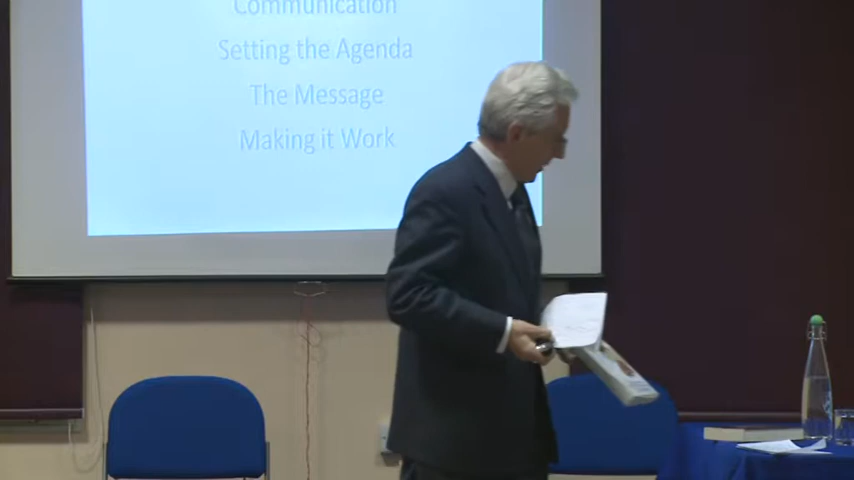 Communication
Setting the Agenda
The Message
Making it Work